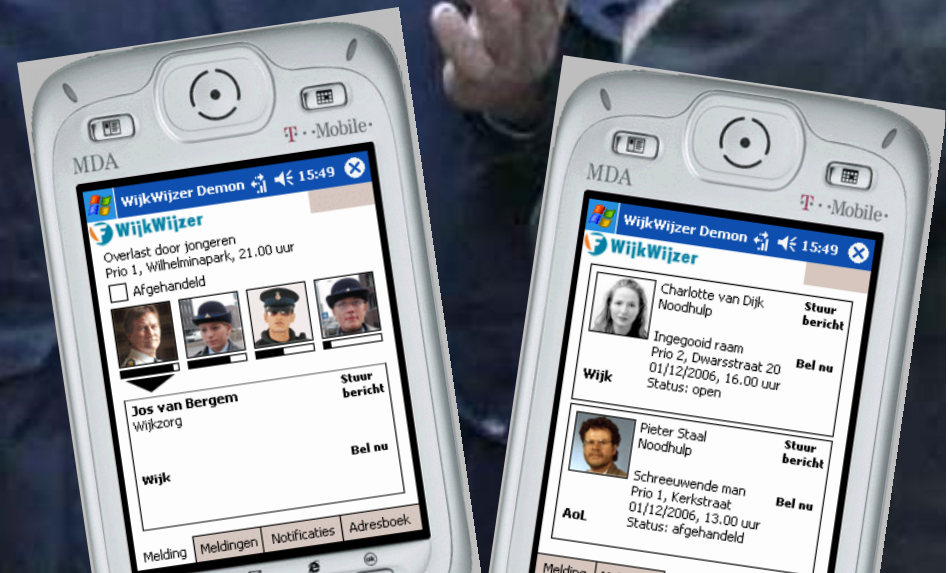 T · · Mobile ·
MDA
WijkWijzer Demon
15:49
WijkWijzer
Overlast door jongeren
Prio 1, Wilhelminapark, 21.00 uur
Afgehandeld
Jos van Bergem
Wijkzorg
Stuur
bericht
Bel nu
Wijk
Melding
Meldingen
Notificaties
Adresboek
ok
MDA
T · · Mobile ·
WijkWijzer Demon
15:49
WijkWijzer
Charlotte van Dijk
Noodhulp
Stuur
bericht
Ingegooid raam
Prio 2, Dwarsstraat 20
01/12/2006, 16.00 uur
Status: open
Bel nu
Wijk
Pieter Staal
Noodhulp
Stuur
bericht
Schreeuwende man
Prio 1, Kerkstraat
01/12/2006, 13.00 uur
Status: afgehandeld
Bel nu
AoL
Melding